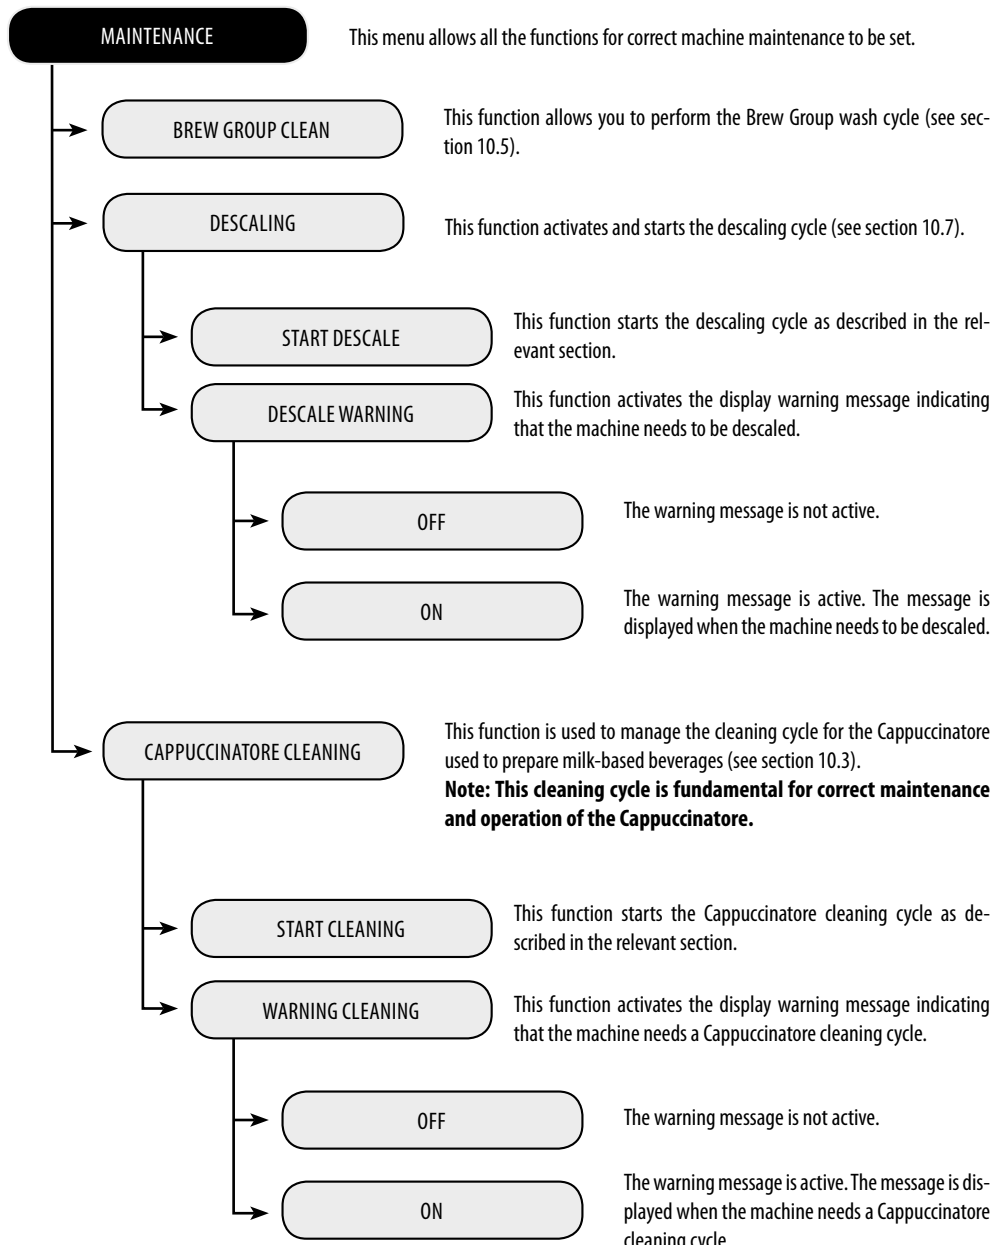 MAINTENANCE
This menu allows all the functions for correct machine maintenance to be set.
BREW GROUP CLEAN
This function allows you to perform the Brew Group wash cycle (see sec-
tion 10.5).
DESCALING
This function activates and starts the descaling cycle (see section 10.7).
START DESCALE
This function starts the descaling cycle as described in the rel-
evant section.
DESCALE WARNING
This function activates the display warning message indicating
that the machine needs to be descaled.
OFF
The warning message is not active.
ON
The warning message is active. The message is
displayed when the machine needs to be descaled.
CAPPUCCINATORE CLEANING
This function is used to manage the cleaning cycle for the Cappuccinatore
used to prepare milk-based beverages (see section 10.3).
Note: This cleaning cycle is fundamental for correct maintenance
and operation of the Cappuccinatore.
START CLEANING
This function starts the Cappuccinatore cleaning cycle as de-
scribed in the relevant section.
WARNING CLEANING
This function activates the display warning message indicating
that the machine needs a Cappuccinatore cleaning cycle.
OFF
The warning message is not active.
ON
The warning message is active. The message is dis-
played when the machine needs a Cappuccinatore
cleaning cycle